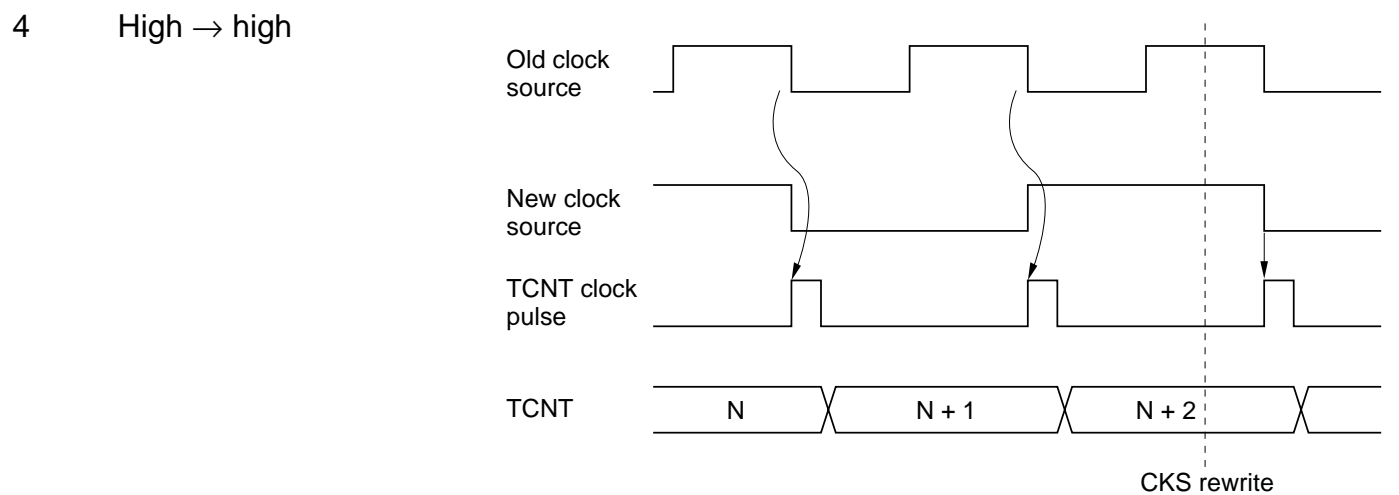 4 High → high
Old clock
source
New clock
source
TCNT clock
pulse
TCNT N N + 1 N + 2
CKS rewrite